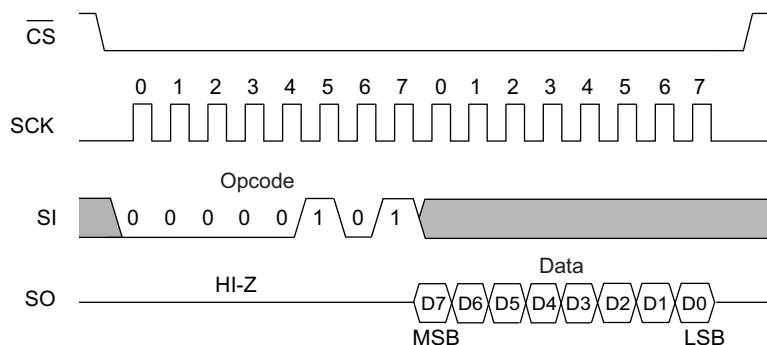 CS
0 1 2 3 4 5 6 7 0 1 2 3 4 5 6 7
SCK
Opcode
SI 0 0 0 0 0 1 0 1
Data
HI-Z
SO D7 D6 D5 D4 D3 D2 D1 D0
MSB LSB